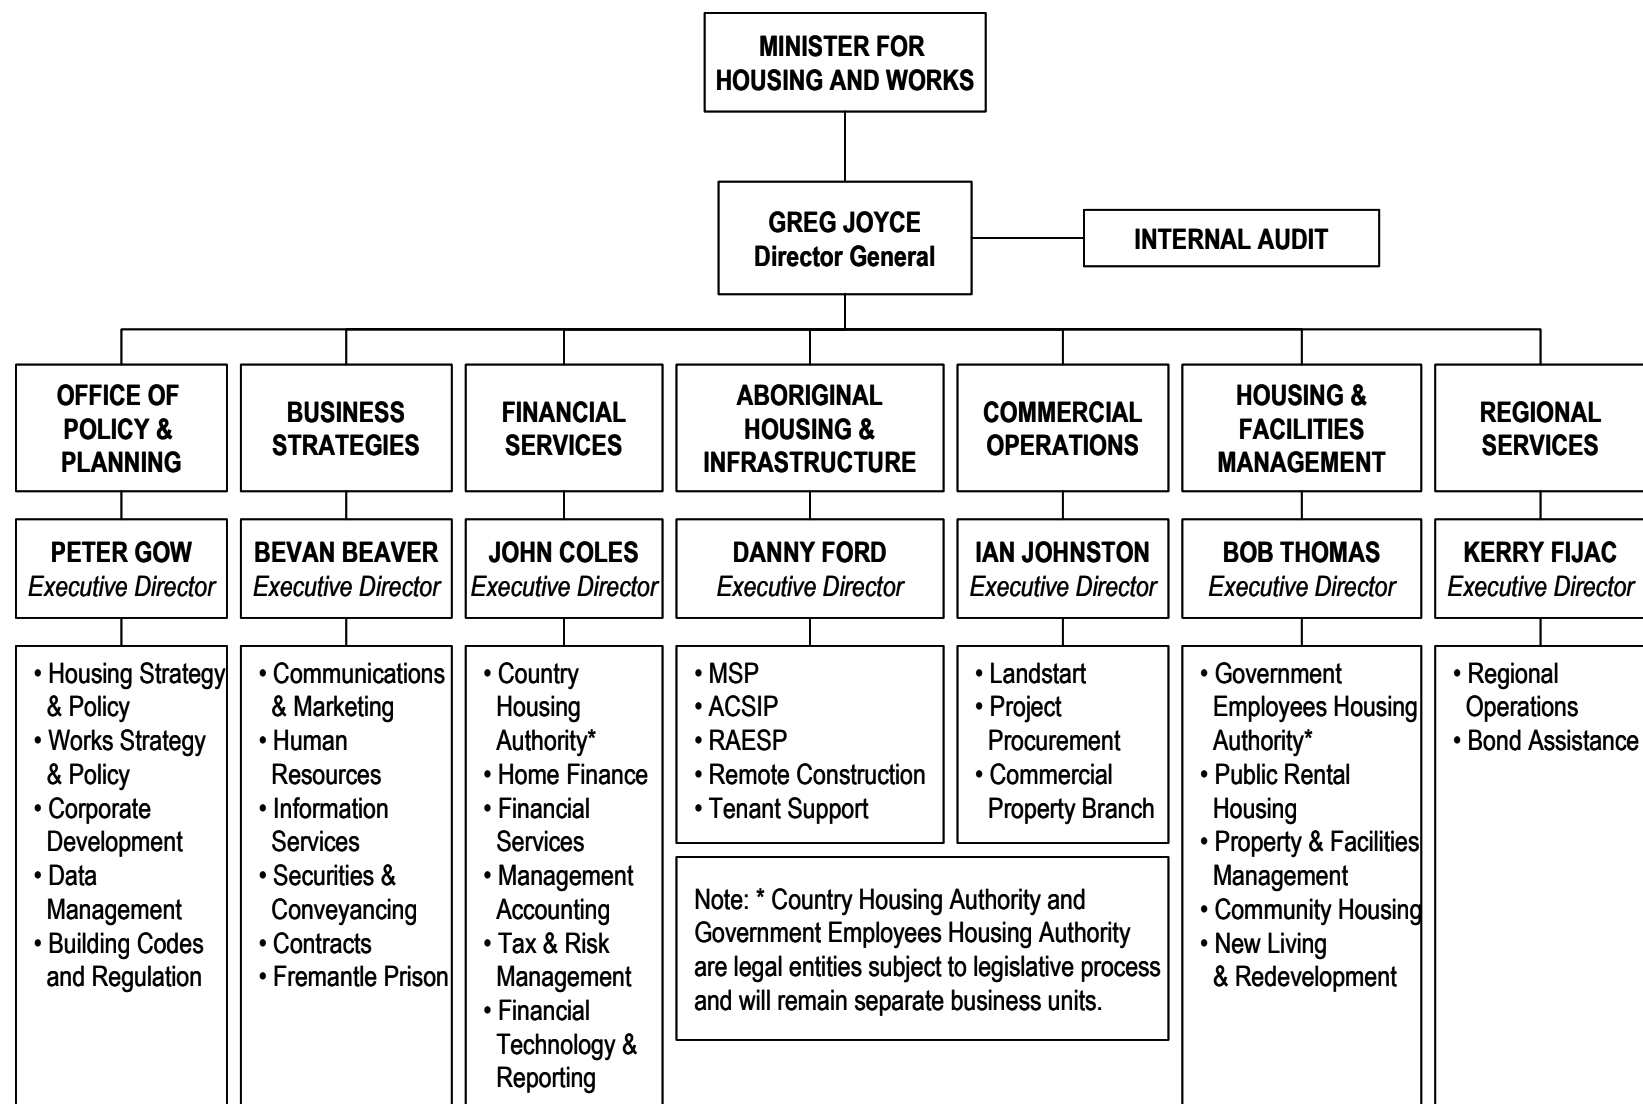 MINISTER FOR
HOUSING AND WORKS
GREG JOYCE
Director General
INTERNAL AUDIT
OFFICE OF
POLICY &
PLANNING
BUSINESS
STRATEGIES
FINANCIAL
SERVICES
ABORIGINAL
HOUSING &
INFRASTRUCTURE
COMMERCIAL
OPERATIONS
HOUSING &
FACILITIES
MANAGEMENT
REGIONAL
SERVICES
PETER GOW
Executive Director
BEVAN BEAVER
Executive Director
JOHN COLES
Executive Director
DANNY FORD
Executive Director
IAN JOHNSTON
Executive Director
BOB THOMAS
Executive Director
KERRY FIJAC
Executive Director
• Housing Strategy
& Policy
• Works Strategy
& Policy
• Corporate
Development
• Data
Management
• Building Codes
and Regulation
• Communications
& Marketing
• Human
Resources
• Information
Services
• Securities &
Conveyancing
• Contracts
• Fremantle Prison
• Country
Housing
Authority*
• Home Finance
• Financial
Services
• Management
Accounting
• Tax & Risk
Management
• Financial
Technology &
Reporting
• MSP
• ACSIP
• RAESP
• Remote Construction
• Tenant Support
• Landstart
• Project
Procurement
• Commercial
Property Branch
• Government
Employees Housing
Authority*
• Public Rental
Housing
• Property & Facilities
Management
• Community Housing
• New Living
& Redevelopment
• Regional
Operations
• Bond Assistance
Note: * Country Housing Authority and
Government Employees Housing Authority
are legal entities subject to legislative process
and will remain separate business units.